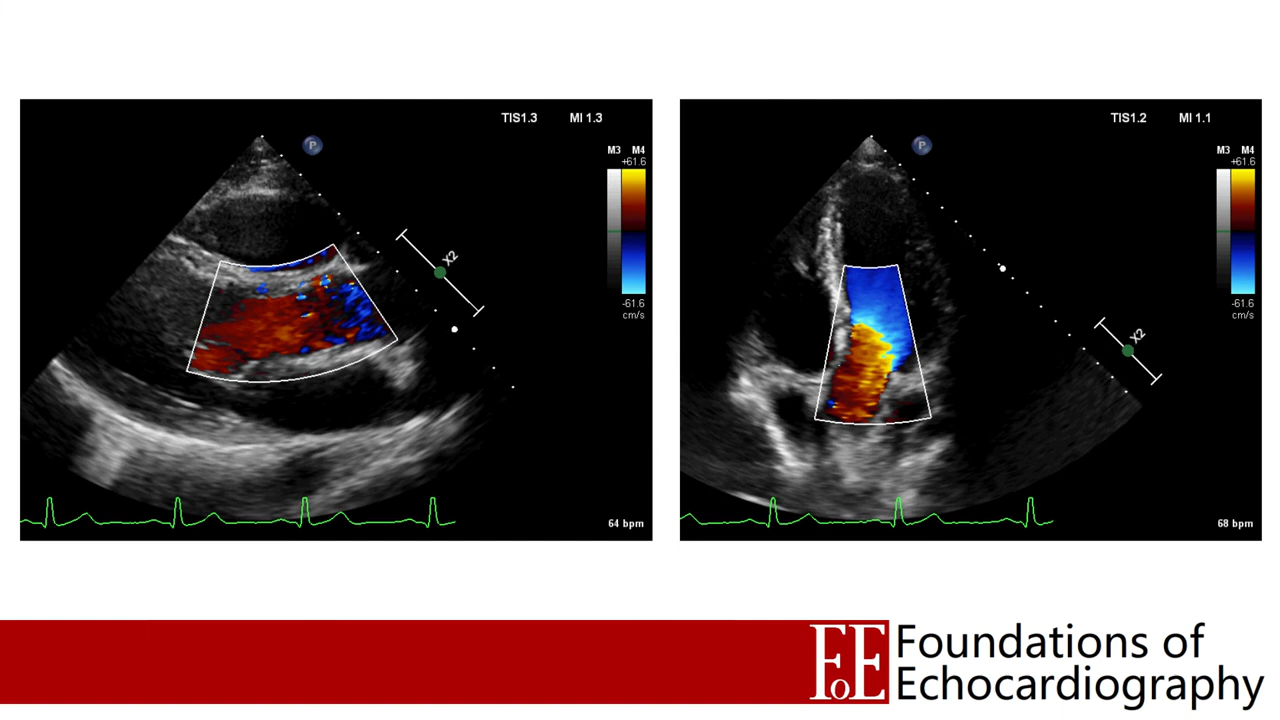 TIS1.3 MI 1.3
P
M3 M4
+61.6
X2
-61.6
cm/s
64 bpm
TIS1.2 MI 1.1
P
M3 M4
+61.6
X2
-61.6
cm/s
68 bpm
FoE
Foundations of
Echocardiography